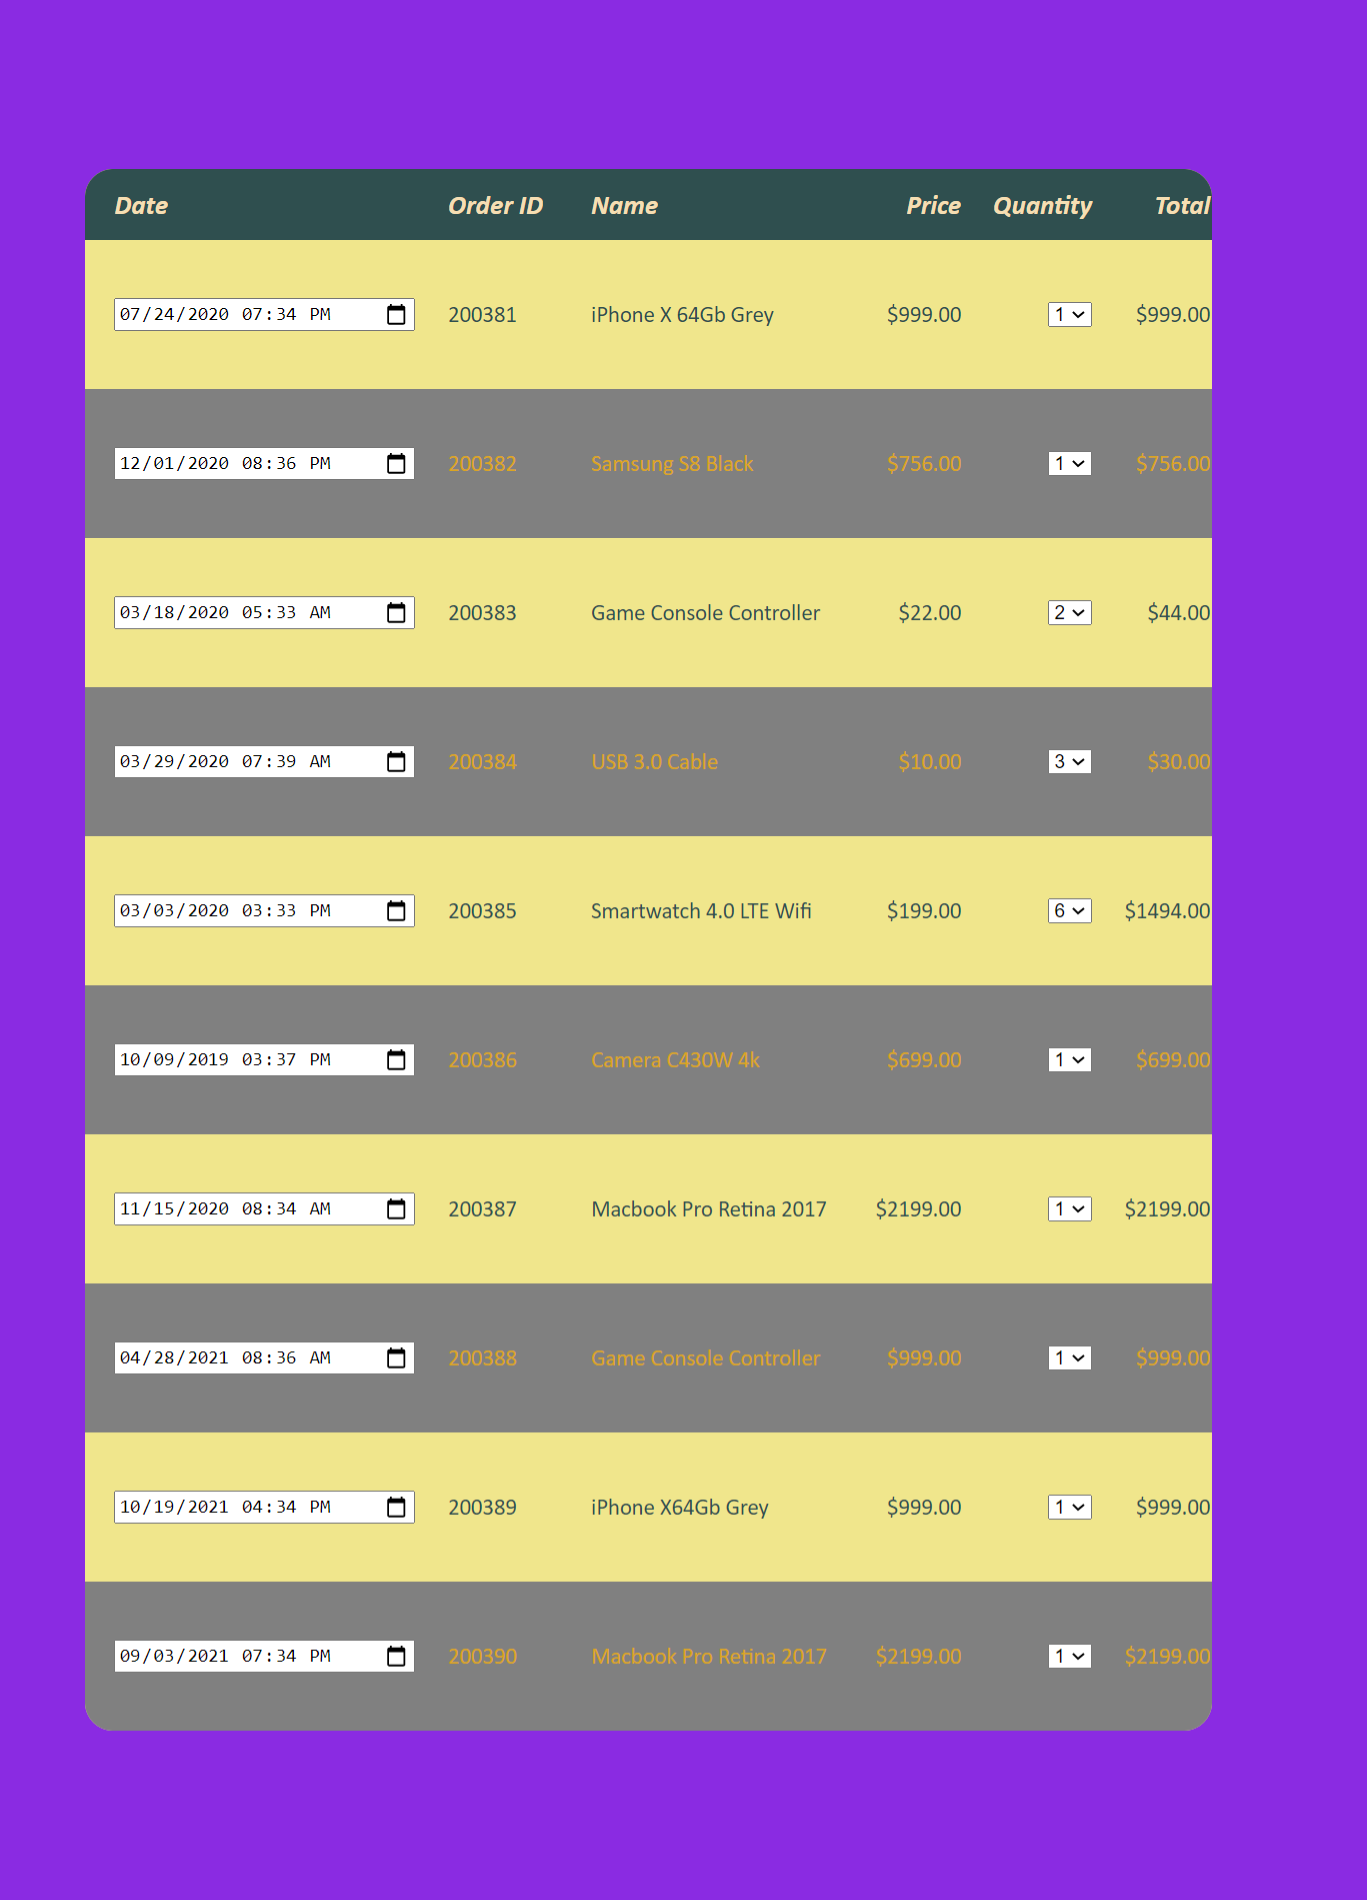 Date Order ID Name Price Quantity Total
07/24/2020 07:34 PM 200381 iPhone X 64Gb Grey $999.00 1 $999.00
12/01/2020 08:36 PM 200382 Samsung S8 Black $756.00 1 $756.00
03/18/2020 05:33 AM 200383 Game Console Controller $22.00 2 $44.00
03/29/2020 07:39 AM 200384 USB 3.0 Cable $10.00 3 $30.00
03/03/2020 03:33 PM 200385 Smartwatch 4.0 LTE Wifi $199.00 6 $1494.00
10/09/2019 03:37 PM 200386 Camera C430W 4k $699.00 1 $699.00
11/15/2020 08:34 AM 200387 Macbook Pro Retina 2017 $2199.00 1 $2199.00
04/28/2021 08:36 AM 200388 Game Console Controller $999.00 1 $999.00
10/19/2021 04:34 PM 200389 iPhone X64Gb Grey $999.00 1 $999.00
09/03/2021 07:34 PM 200390 Macbook Pro Retina 2017 $2199.00 1 $2199.00